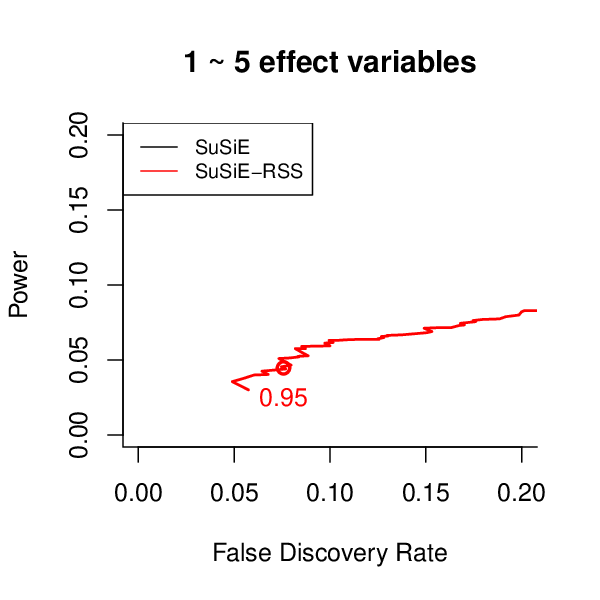 1 ~ 5 effect variables
SuSiE
SuSiE−RSS
Power
0.20
0.15
0.10
0.05
0.00
0.95
0.00 0.05 0.10 0.15 0.20
False Discovery Rate